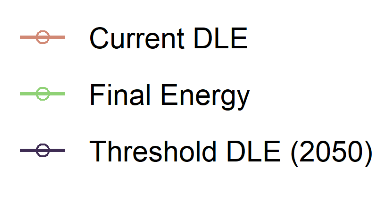 Current DLE
Final Energy
Threshold DLE (2050)